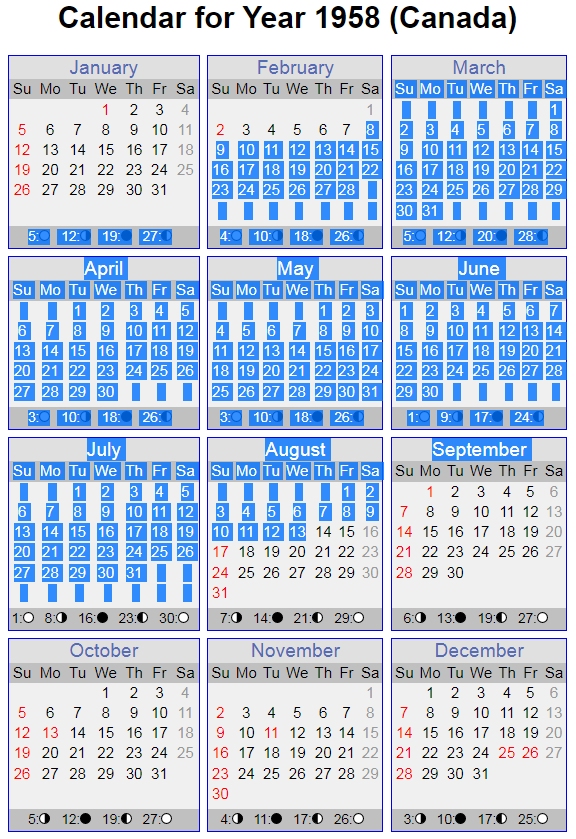 Calendar for Year 1958 (Canada)
January February March
Su Mo Tu We Th Fr Sa Su Mo Tu We Th Fr Sa Su Mo Tu We Th Fr Sa
1 2 3 4 1 1
5 6 7 8 9 10 11 2 3 4 5 6 7 8 2 3 4 5 6 7 8
12 13 14 15 16 17 18 9 10 11 12 13 14 15 9 10 11 12 13 14 15
19 20 21 22 23 24 25 16 17 18 19 20 21 22 16 17 18 19 20 21 22
26 27 28 29 30 31 23 24 25 26 27 28 23 24 25 26 27 28 29
30 31
5: 12: 19: 27: 4: 10: 18: 26: 5: 12: 20: 28:
April May June
Su Mo Tu We Th Fr Sa Su Mo Tu We Th Fr Sa Su Mo Tu We Th Fr Sa
1 2 3 4 5 1 2 3 1 2 3 4 5 6 7
6 7 8 9 10 11 12 4 5 6 7 8 9 10 8 9 10 11 12 13 14
13 14 15 16 17 18 19 11 12 13 14 15 16 17 15 16 17 18 19 20 21
20 21 22 23 24 25 26 18 19 20 21 22 23 24 22 23 24 25 26 27 28
27 28 29 30 25 26 27 28 29 30 31 29 30
3: 10: 18: 26: 3: 10: 18: 26: 1: 9: 17: 24:
July August September
Su Mo Tu We Th Fr Sa Su Mo Tu We Th Fr Sa Su Mo Tu We Th Fr Sa
1 2 3 4 5 1 2 1 2 3 4 5 6
6 7 8 9 10 11 12 3 4 5 6 7 8 9 7 8 9 10 11 12 13
13 14 15 16 17 18 19 10 11 12 13 14 15 16 14 15 16 17 18 19 20
20 21 22 23 24 25 26 17 18 19 20 21 22 23 21 22 23 24 25 26 27
27 28 29 30 31 24 25 26 27 28 29 30 28 29 30
31
1: 8: 16: 23: 30: 7: 14: 21: 29: 6: 13: 19: 27:
October November December
Su Mo Tu We Th Fr Sa Su Mo Tu We Th Fr Sa Su Mo Tu We Th Fr Sa
1 2 3 4 1 1 2 3 4 5 6
5 6 7 8 9 10 11 2 3 4 5 6 7 8 7 8 9 10 11 12 13
12 13 14 15 16 17 18 9 10 11 12 13 14 15 14 15 16 17 18 19 20
19 20 21 22 23 24 25 16 17 18 19 20 21 22 21 22 23 24 25 26 27
26 27 28 29 30 31 23 24 25 26 27 28 29 28 29 30 31
30
5: 12: 19: 27: 4: 11: 17: 26: 3: 10: 17: 25: